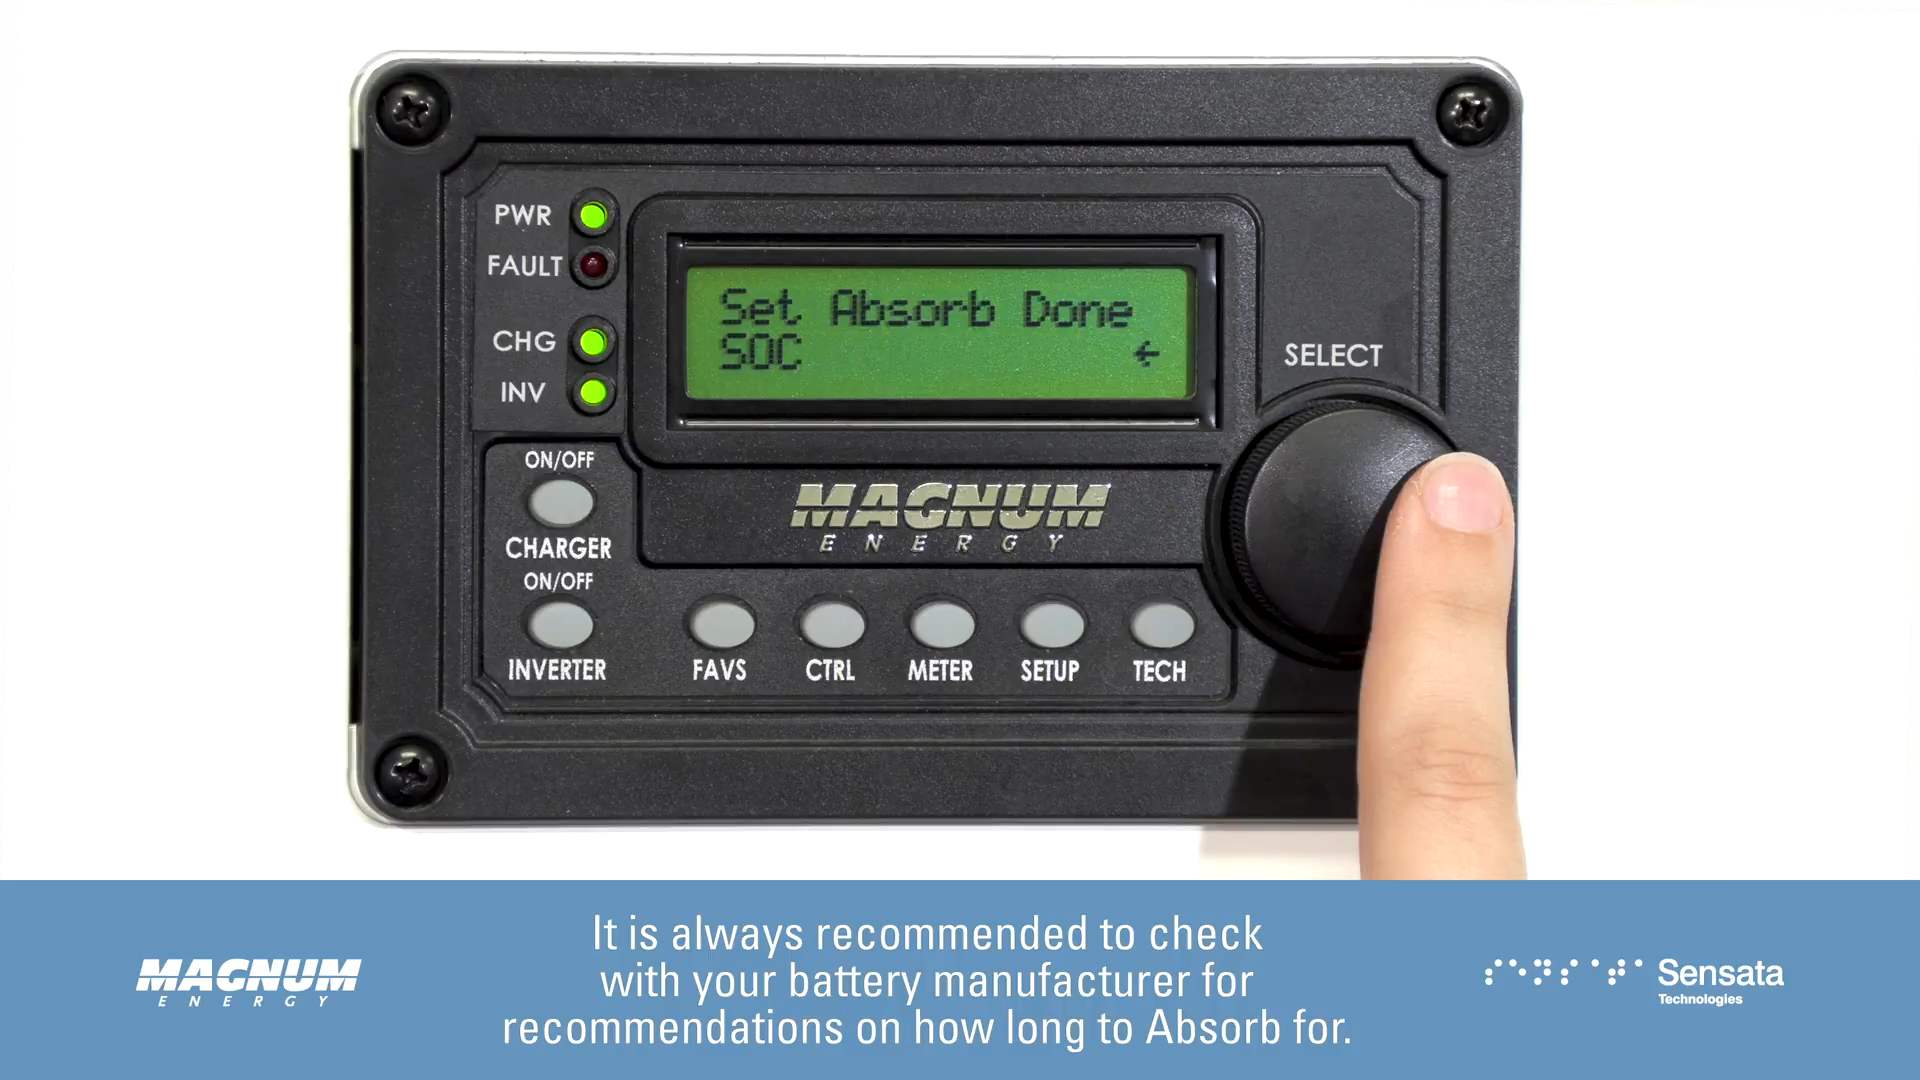 PWR
FAULT
CHG
INV
Set Absorb Done
SOC ←
SELECT
ON/OFF
CHARGER
ON/OFF
INVERTER
MAGNUM
ENERGY
FAVS
CTRL
METER
SETUP
TECH
MAGNUM
ENERGY
It is always recommended to check
with your battery manufacturer for
recommendations on how long to Absorb for.
Sensata
Technologies